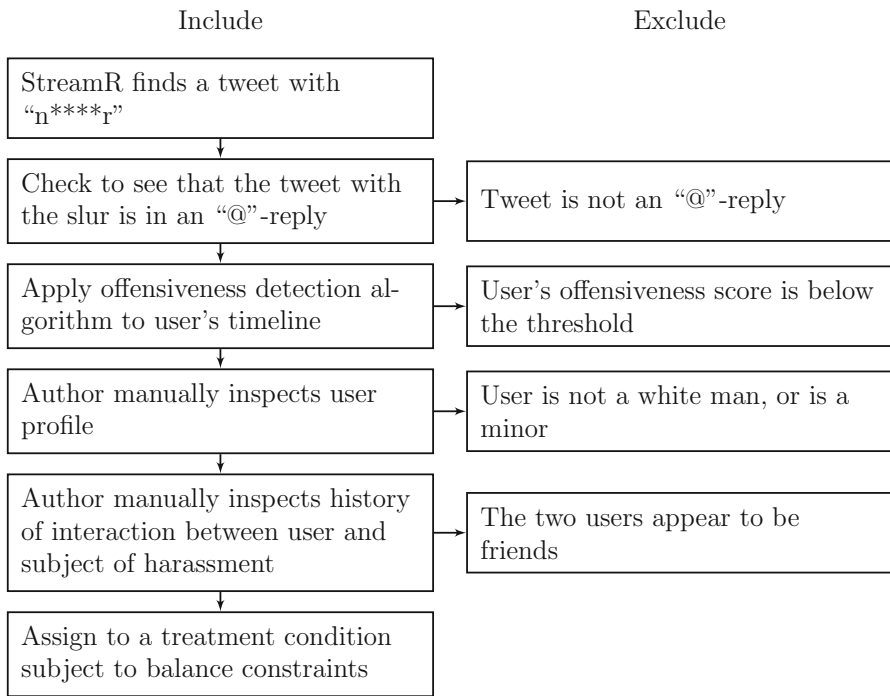 Include
Exclude
StreamR finds a tweet with
“n****r”
Check to see that the tweet with
the slur is in an “@”-reply
Tweet is not an “@”-reply
Apply offensiveness detection al-
gorithm to user’s timeline
User’s offensiveness score is below
the threshold
Author manually inspects user
profile
User is not a white man, or is a
minor
Author manually inspects history
of interaction between user and
subject of harassment
The two users appear to be
friends
Assign to a treatment condition
subject to balance constraints